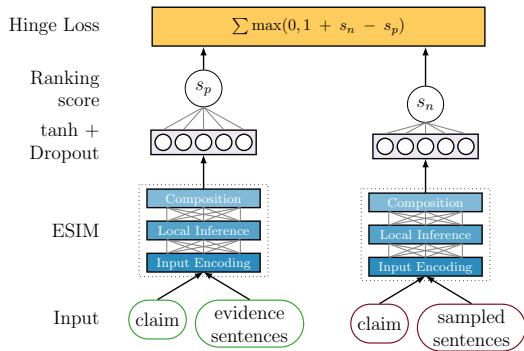 Hinge Loss
∑ max(0, 1 + s_n − s_p)
Ranking
score
s_p
s_n
tanh +
Dropout
ESIM
Composition
Local Inference
Input Encoding
Composition
Local Inference
Input Encoding
Input
claim
evidence
sentences
claim
sampled
sentences